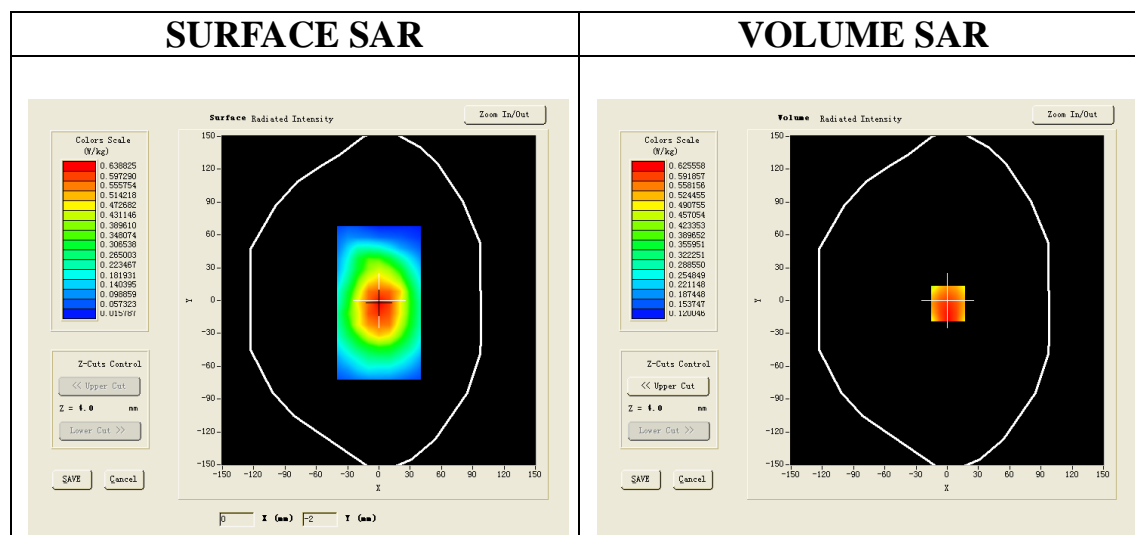 SURFACE SAR
VOLUME SAR
Surface Radiated Intensity
Zoom In/Out
Colors Scale
(W/kg)
0.638825
0.597290
0.555754
0.514218
0.472682
0.431146
0.389610
0.348074
0.306538
0.265003
0.223467
0.181931
0.140395
0.098859
0.057323
0.015787
150
120
90
60
30
0
-30
-60
-90
-120
-150
Y
-150 -120 -90 -60 -30 0 30 60 90 120 150
X
Z-Cuts Control
<< Upper Cut
Z = 4.0 mm
Lower Cut >>
SAVE Cancel
0 X (mm) -2 Y (mm)
Volume Radiated Intensity
Zoom In/Out
Colors Scale
(W/kg)
0.625558
0.591857
0.558156
0.524455
0.490755
0.457054
0.423353
0.389652
0.355951
0.322251
0.288550
0.254849
0.221148
0.187448
0.153747
0.120046
150
120
90
60
30
0
-30
-60
-90
-120
-150
Y
-150 -120 -90 -60 -30 0 30 60 90 120 150
X
Z-Cuts Control
<< Upper Cut
Z = 4.0 mm
Lower Cut >>
SAVE Cancel